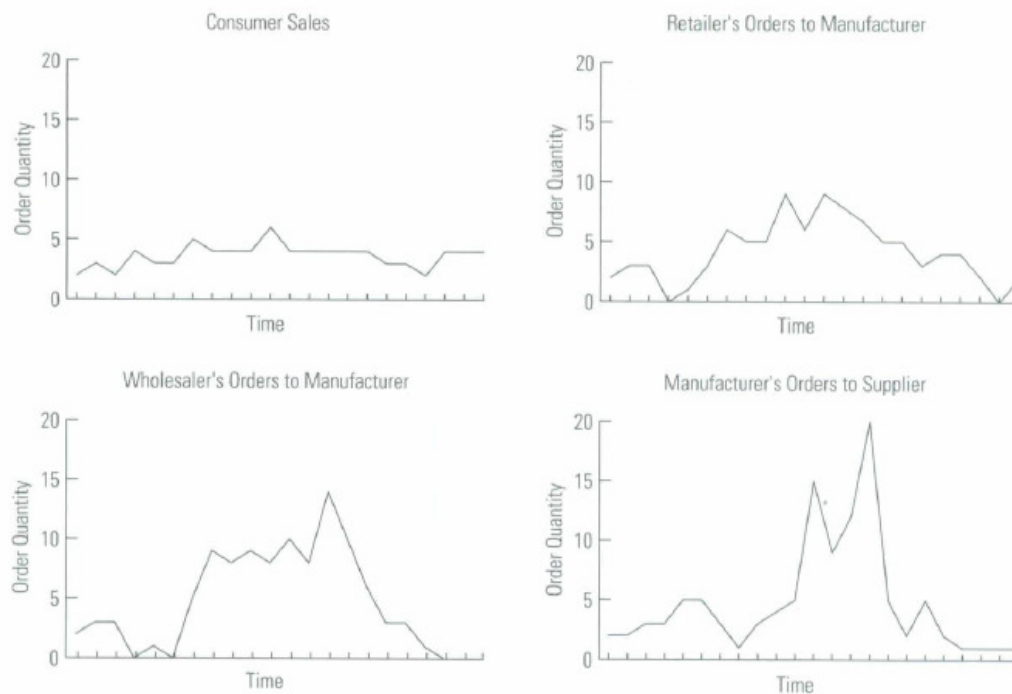 Consumer Sales
20
15
10
5
0
Order Quantity
Time
Retailer's Orders to Manufacturer
20
15
10
5
0
Order Quantity
Time
Wholesaler's Orders to Manufacturer
20
15
10
5
0
Order Quantity
Time
Manufacturer's Orders to Supplier
20
15
10
5
0
Order Quantity
Time